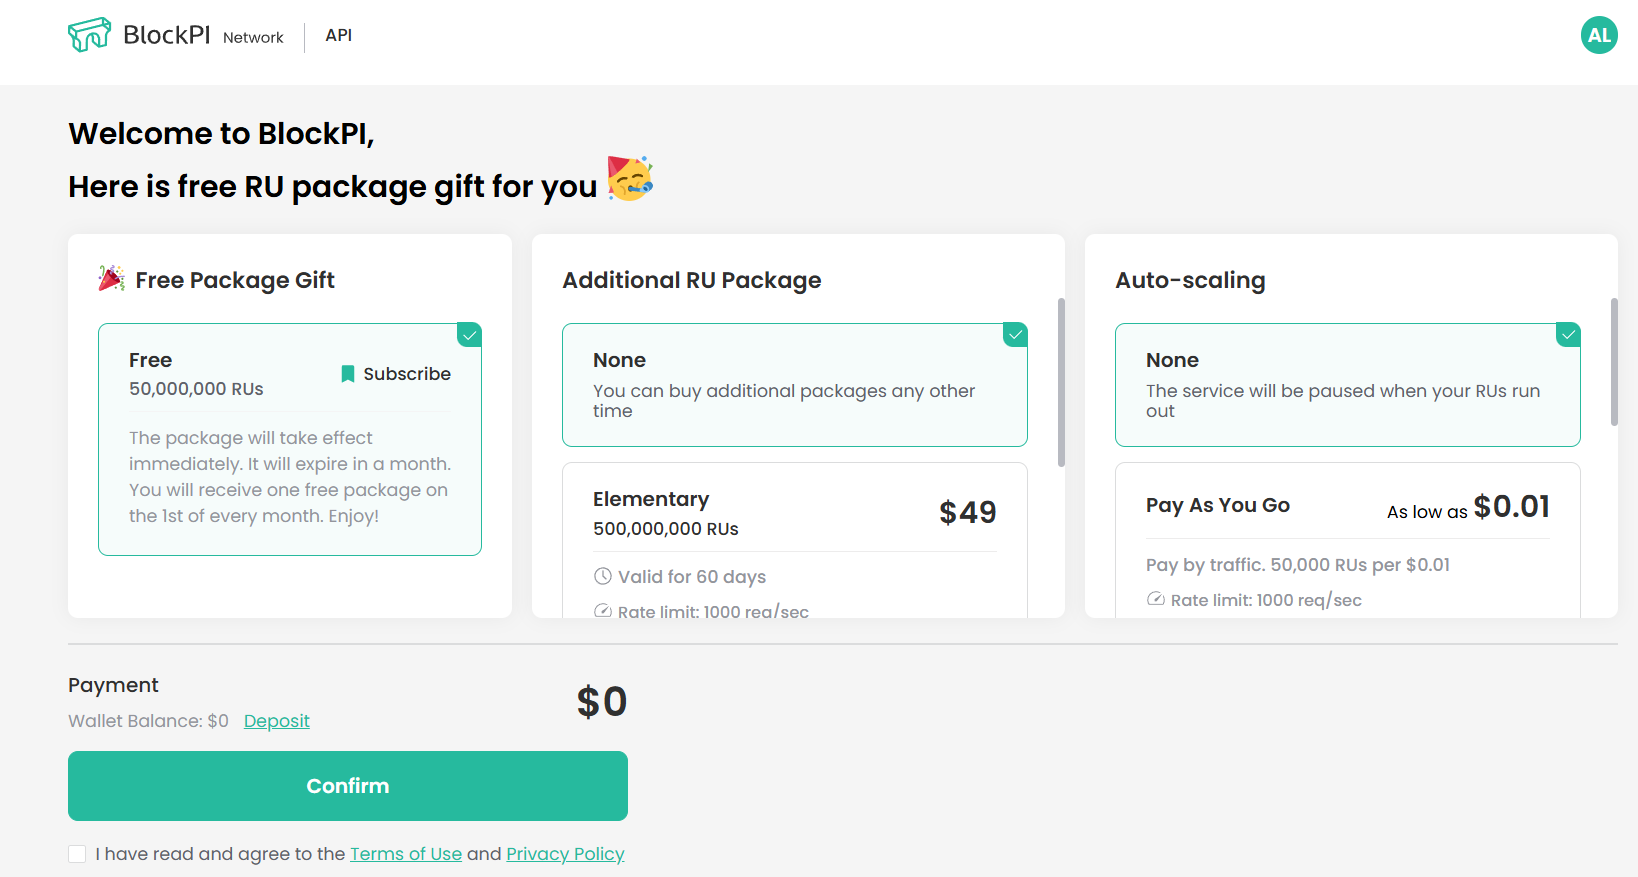 BlockPI Network API
AL
Welcome to BlockPI,
Here is free RU package gift for you
Free Package Gift
Free
50,000,000 RUs
Subscribe
The package will take effect
immediately. It will expire in a month.
You will receive one free package on
the 1st of every month. Enjoy!
Additional RU Package
None
You can buy additional packages any other
time
Elementary
500,000,000 RUs
$49
Valid for 60 days
Rate limit: 1000 req/sec
Auto-scaling
None
The service will be paused when your RUs run
out
Pay As You Go
As low as $0.01
Pay by traffic. 50,000 RUs per $0.01
Rate limit: 1000 req/sec
Payment
Wallet Balance: $0 Deposit
$0
Confirm
I have read and agree to the Terms of Use and Privacy Policy